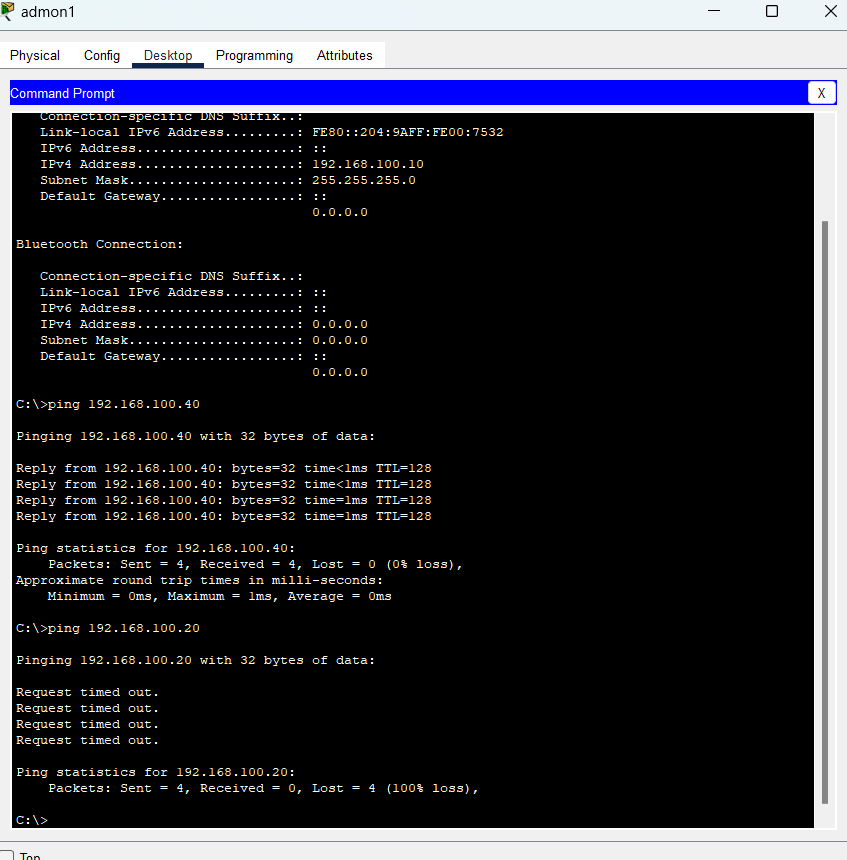 admon1
Physical Config Desktop Programming Attributes
Command Prompt X
Connection-specific DNS Suffix..:
Link-local IPv6 Address.........: FE80::204:9AFF:FE00:7532
IPv6 Address....................: ::
IPv4 Address....................: 192.168.100.10
Subnet Mask.....................: 255.255.255.0
Default Gateway.................: ::
0.0.0.0
Bluetooth Connection:
Connection-specific DNS Suffix..:
Link-local IPv6 Address.........: ::
IPv6 Address....................: ::
IPv4 Address....................: 0.0.0.0
Subnet Mask.....................: 0.0.0.0
Default Gateway.................: ::
0.0.0.0
C:\>ping 192.168.100.40
Pinging 192.168.100.40 with 32 bytes of data:
Reply from 192.168.100.40: bytes=32 time<1ms TTL=128
Reply from 192.168.100.40: bytes=32 time<1ms TTL=128
Reply from 192.168.100.40: bytes=32 time=1ms TTL=128
Reply from 192.168.100.40: bytes=32 time=1ms TTL=128
Ping statistics for 192.168.100.40:
Packets: Sent = 4, Received = 4, Lost = 0 (0% loss),
Approximate round trip times in milli-seconds:
Minimum = 0ms, Maximum = 1ms, Average = 0ms
C:\>ping 192.168.100.20
Pinging 192.168.100.20 with 32 bytes of data:
Request timed out.
Request timed out.
Request timed out.
Request timed out.
Ping statistics for 192.168.100.20:
Packets: Sent = 4, Received = 0, Lost = 4 (100% loss),
C:\>
Top